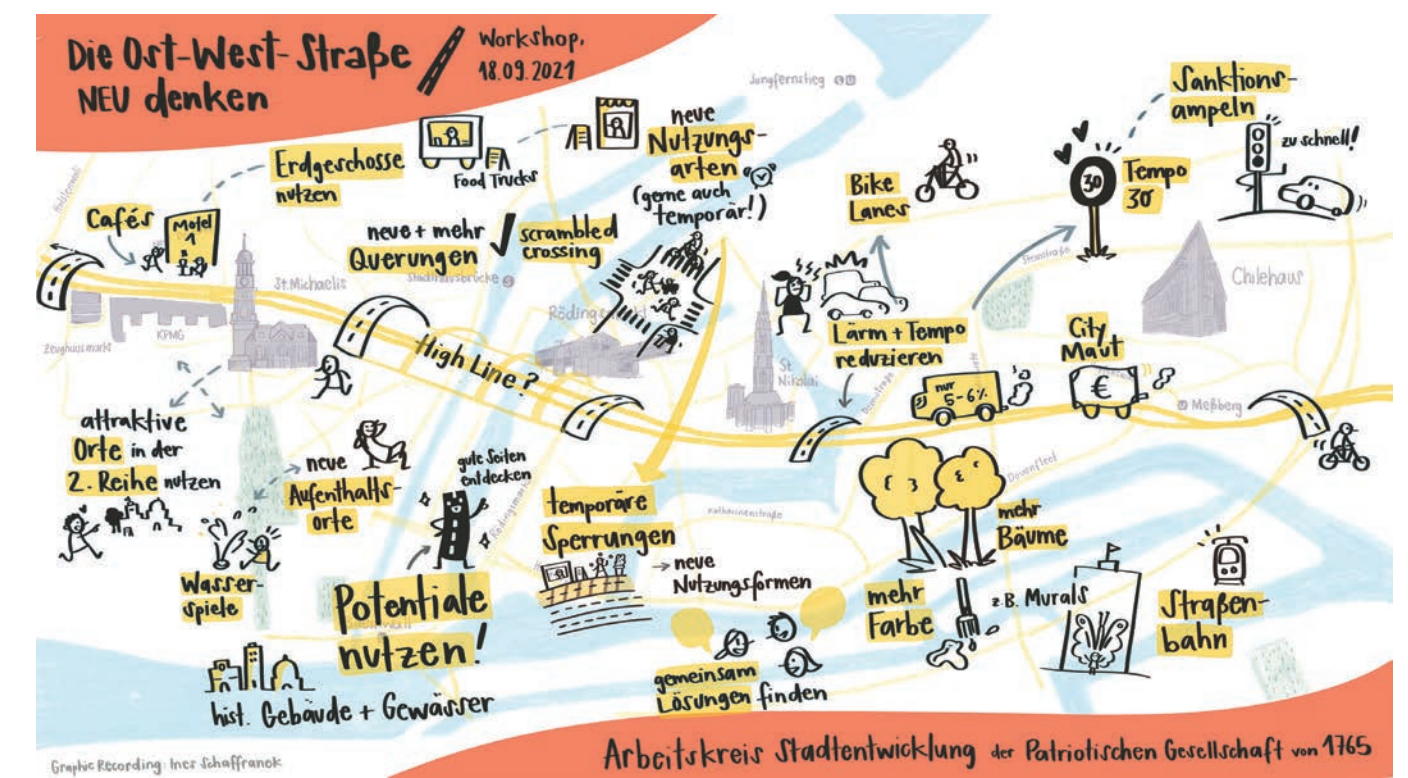 Die Ost-West-Straße
NEU denken
Workshop,
18.09.2021
Jungfernstieg S U
Holstenwall
Cafés
Motel
1
Erdgeschosse
nutzen
Food Trucks
neue
Nutzungs-
arten
(gerne auch
temporär!)
neue + mehr
Querungen
scrambled
crossing
Bike
Lanes
30
Tempo
30
Sanktions-
ampeln
zu schnell!
Steinstraße
Chilehaus
St. Michaelis
Stadthausbrücke S
KPMG
Zeughausmarkt
High Line?
St.
Nikolai
Lärm + Tempo
reduzieren
Domstraße
nur
5-6%
City
Maut
€
U Meßberg
attraktive
Orte in der
2. Reihe nutzen
neue
Aufenthalts-
orte
Wasser-
spiele
gute Seiten
entdecken
Rödingsmarkt
Potentiale
nutzen!
hist. Gebäude + Gewässer
temporäre
Sperrungen
neue
Nutzungsformen
Katharinenstraße
Dovenfleet
gemeinsam
Lösungen finden
mehr
Bäume
mehr
Farbe
z.B. Murals
Straßen-
bahn
Graphic Recording: Ines Schaffranek
Arbeitskreis Stadtentwicklung der Patriotischen Gesellschaft von 1765